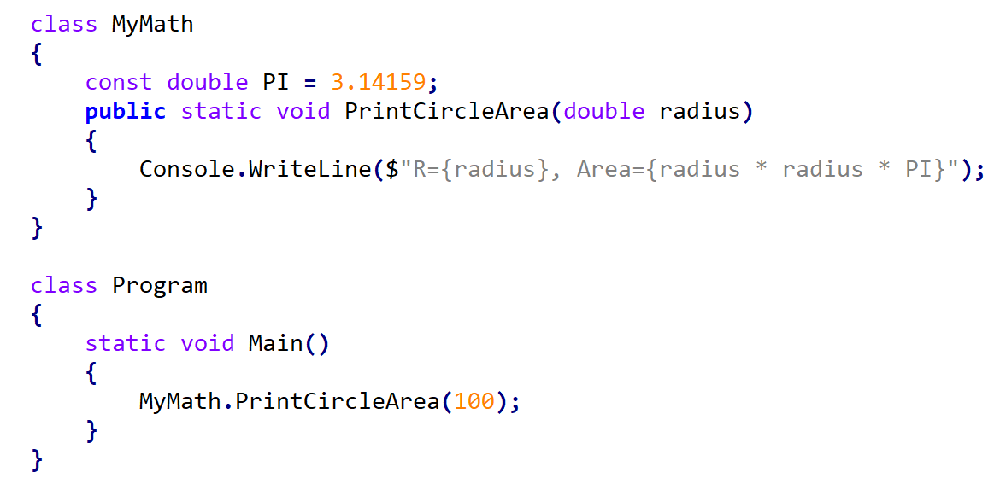 class MyMath
{
    const double PI = 3.14159;
    public static void PrintCircleArea(double radius)
    {
        Console.WriteLine($"R={radius}, Area={radius * radius * PI}");
    }
}

class Program
{
    static void Main()
    {
        MyMath.PrintCircleArea(100);
    }
}